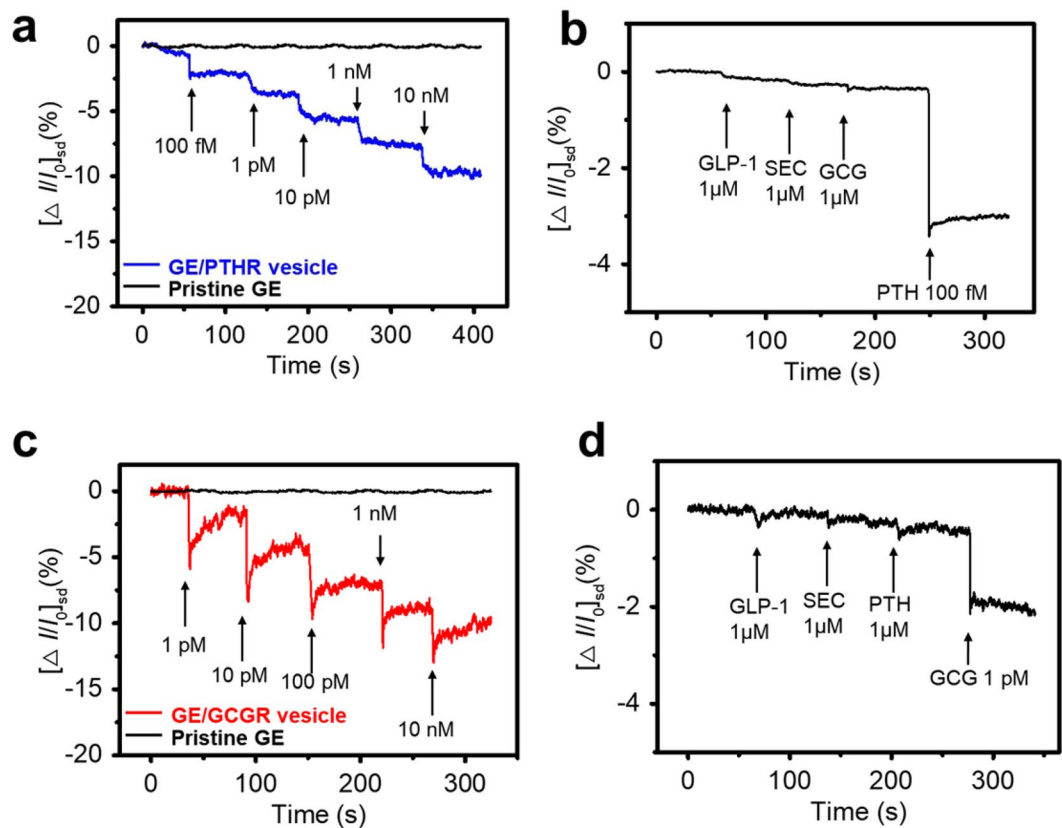 a
[△ I/I₀]sd(%)
0
-5
-10
-15
-20
100 fM
1 pM
10 pM
1 nM
10 nM
GE/PTHR vesicle
Pristine GE
0 100 200 300 400
Time (s)
b
[△ I/I₀]sd(%)
0
-2
-4
GLP-1
1μM
SEC
1μM
GCG
1μM
PTH 100 fM
0 100 200 300
Time (s)
c
[△ I/I₀]sd(%)
0
-5
-10
-15
-20
1 pM
10 pM
100 pM
1 nM
10 nM
GE/GCGR vesicle
Pristine GE
0 100 200 300
Time (s)
d
[△ I/I₀]sd(%)
0
-2
-4
GLP-1
1μM
SEC
1μM
PTH
1μM
GCG 1 pM
0 100 200 300
Time (s)